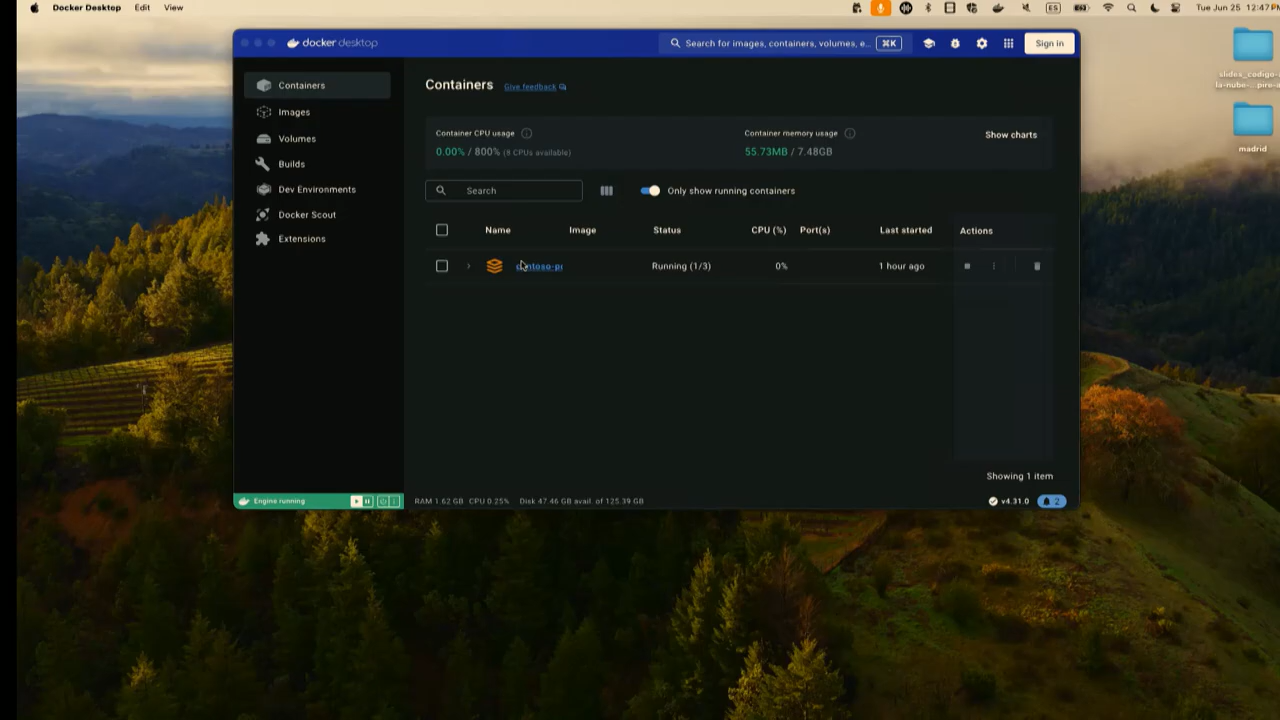 Docker Desktop Edit View
ES
Tue Jun 25 12:47
docker desktop
Search for images, containers, volumes, e...
⌘K
Sign in
Containers
Images
Volumes
Builds
Dev Environments
Docker Scout
Extensions
Containers
Give feedback
Container CPU usage
0.00% / 800% (8 CPUs available)
Container memory usage
55.73MB / 7.48GB
Show charts
Search
Only show running containers
Name Image Status CPU (%) Port(s) Last started Actions
Running (1/3) 0% 1 hour ago
Showing 1 item
Engine running
RAM 1.62 GB CPU 0.25% Disk 47.46 GB avail. of 125.39 GB
v4.31.0
2
madrid